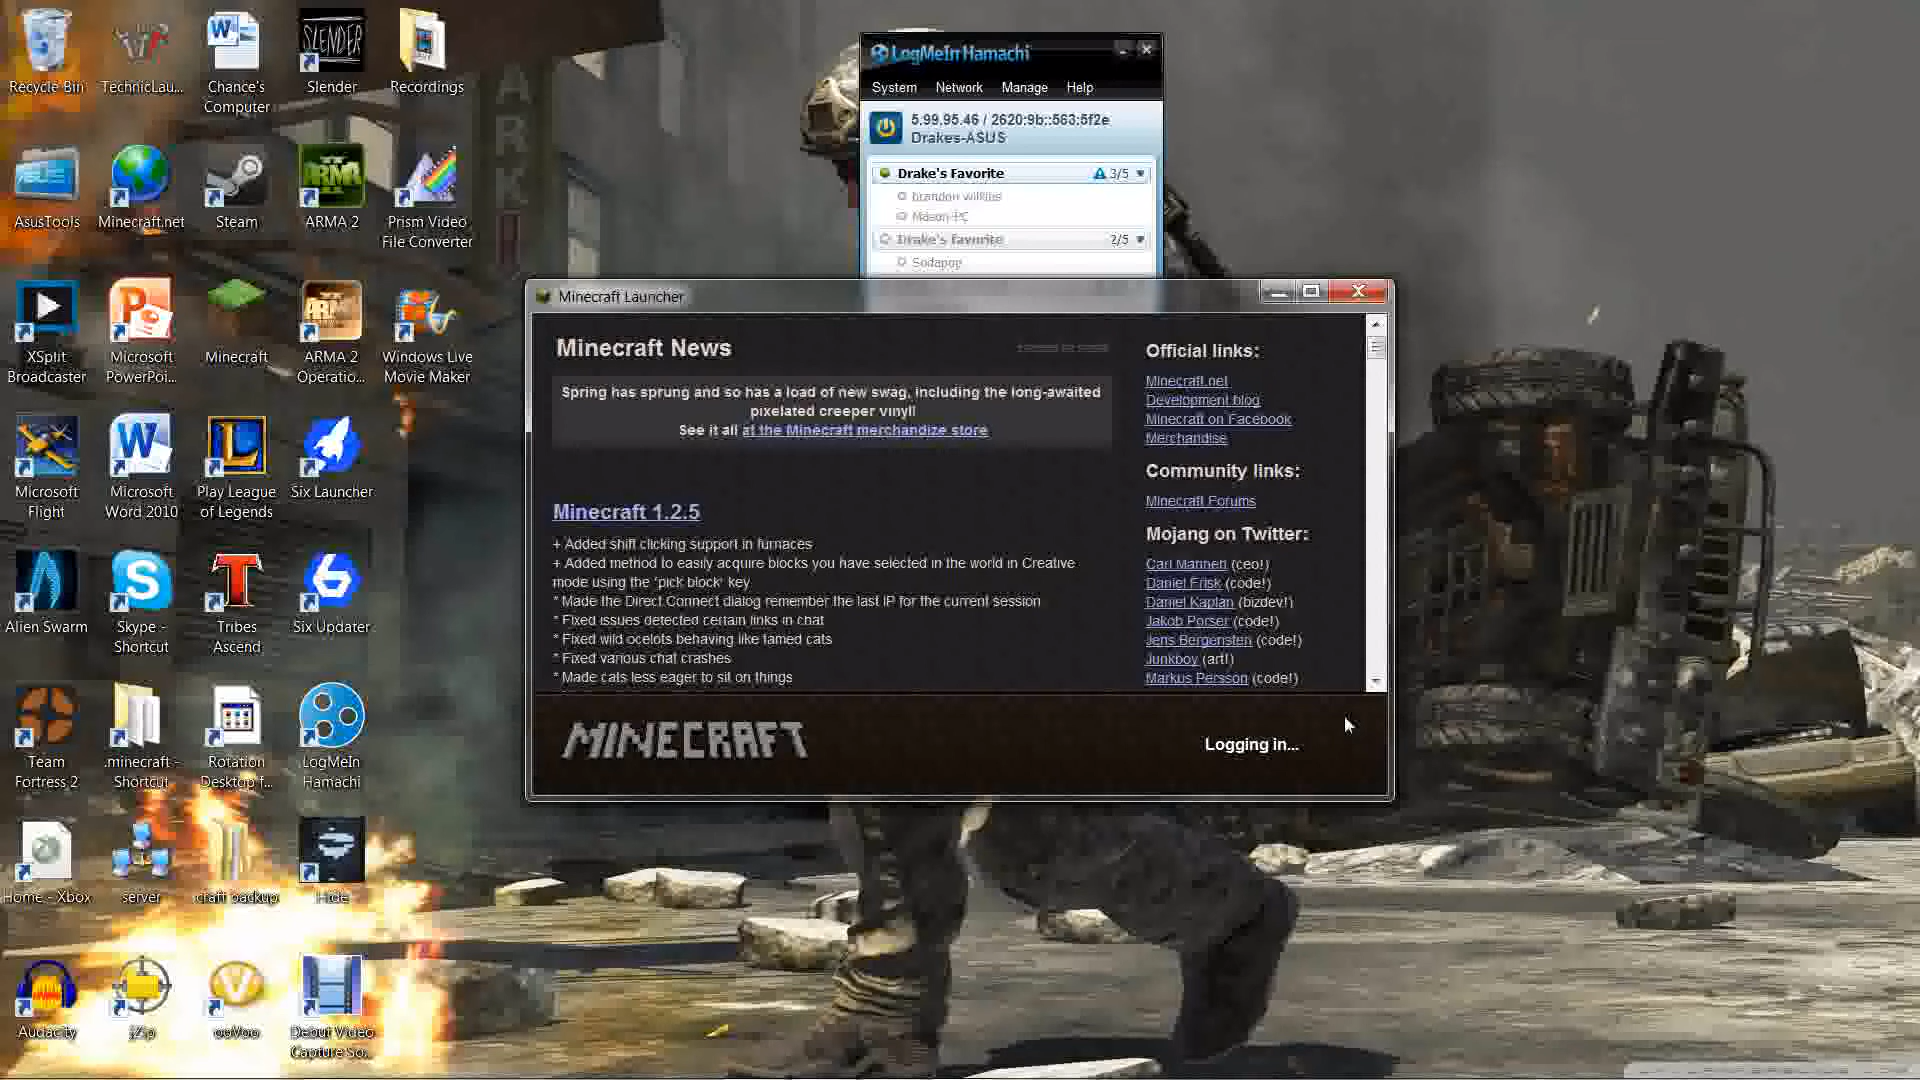 Recycle Bin
TechnicLau...
Chance's
Computer
SLENDER
Slender
Recordings
AsusTools
Minecraft.net
Steam
ARMA 2
Prism Video
File Converter
XSplit
Broadcaster
Microsoft
PowerPoi...
Minecraft
ARMA 2
Operatio...
Windows Live
Movie Maker
Microsoft
Flight
Microsoft
Word 2010
Play League
of Legends
Six Launcher
Alien Swarm
Skype -
Shortcut
Tribes
Ascend
Six Updater
Team
Fortress 2
.minecraft -
Shortcut
Rotation
Desktop f...
LogMeIn
Hamachi
Home - Xbox
server
craft backup
Hide
Audacity
jZip
ooVoo
Debut Video
Capture So...
LogMeIn Hamachi
System Network Manage Help
5.99.95.46 / 2620:9b::563:5f2e
Drakes-ASUS
Drake's Favorite 3/5
brandon wilkins
Mason-PC
Drake's favorite 2/5
Sodapop
Minecraft Launcher
Minecraft News
Spring has sprung and so has a load of new swag, including the long-awaited
pixelated creeper vinyl!
See it all at the Minecraft merchandize store
Minecraft 1.2.5
+ Added shift clicking support in furnaces
+ Added method to easily acquire blocks you have selected in the world in Creative
mode using the 'pick block' key
* Made the Direct Connect dialog remember the last IP for the current session
* Fixed issues detected certain links in chat
* Fixed wild ocelots behaving like tamed cats
* Fixed various chat crashes
* Made cats less eager to sit on things
Official links:
Minecraft.net
Development blog
Minecraft on Facebook
Merchandise
Community links:
Minecraft Forums
Mojang on Twitter:
Carl Manneh (ceo!)
Daniel Frisk (code!)
Daniel Kaplan (bizdev!)
Jakob Porser (code!)
Jens Bergensten (code!)
Junkboy (art!)
Markus Persson (code!)
MINECRAFT
Logging in...